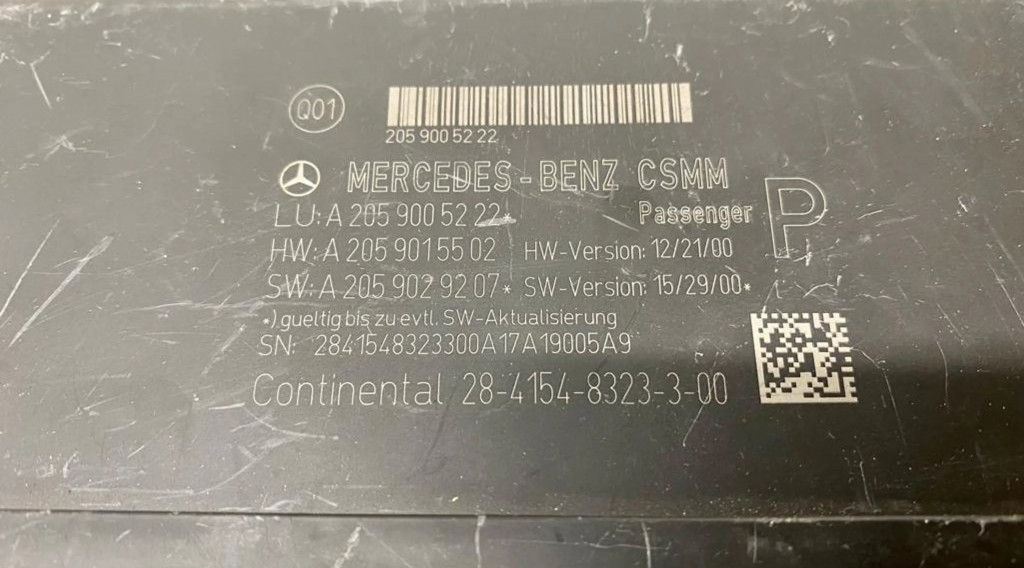 Q01
205 900 52 22
MERCEDES-BENZ CSMM
LU: A 205 900 52 22*
Passenger P
HW: A 205 901 55 02 HW-Version: 12/21/00
SW: A 205 902 92 07* SW-Version: 15/29/00*
*) gueltig bis zu evtl. SW-Aktualisierung
SN: 2841548323300A17A19005A9
Continental 28-4154-8323-3-00